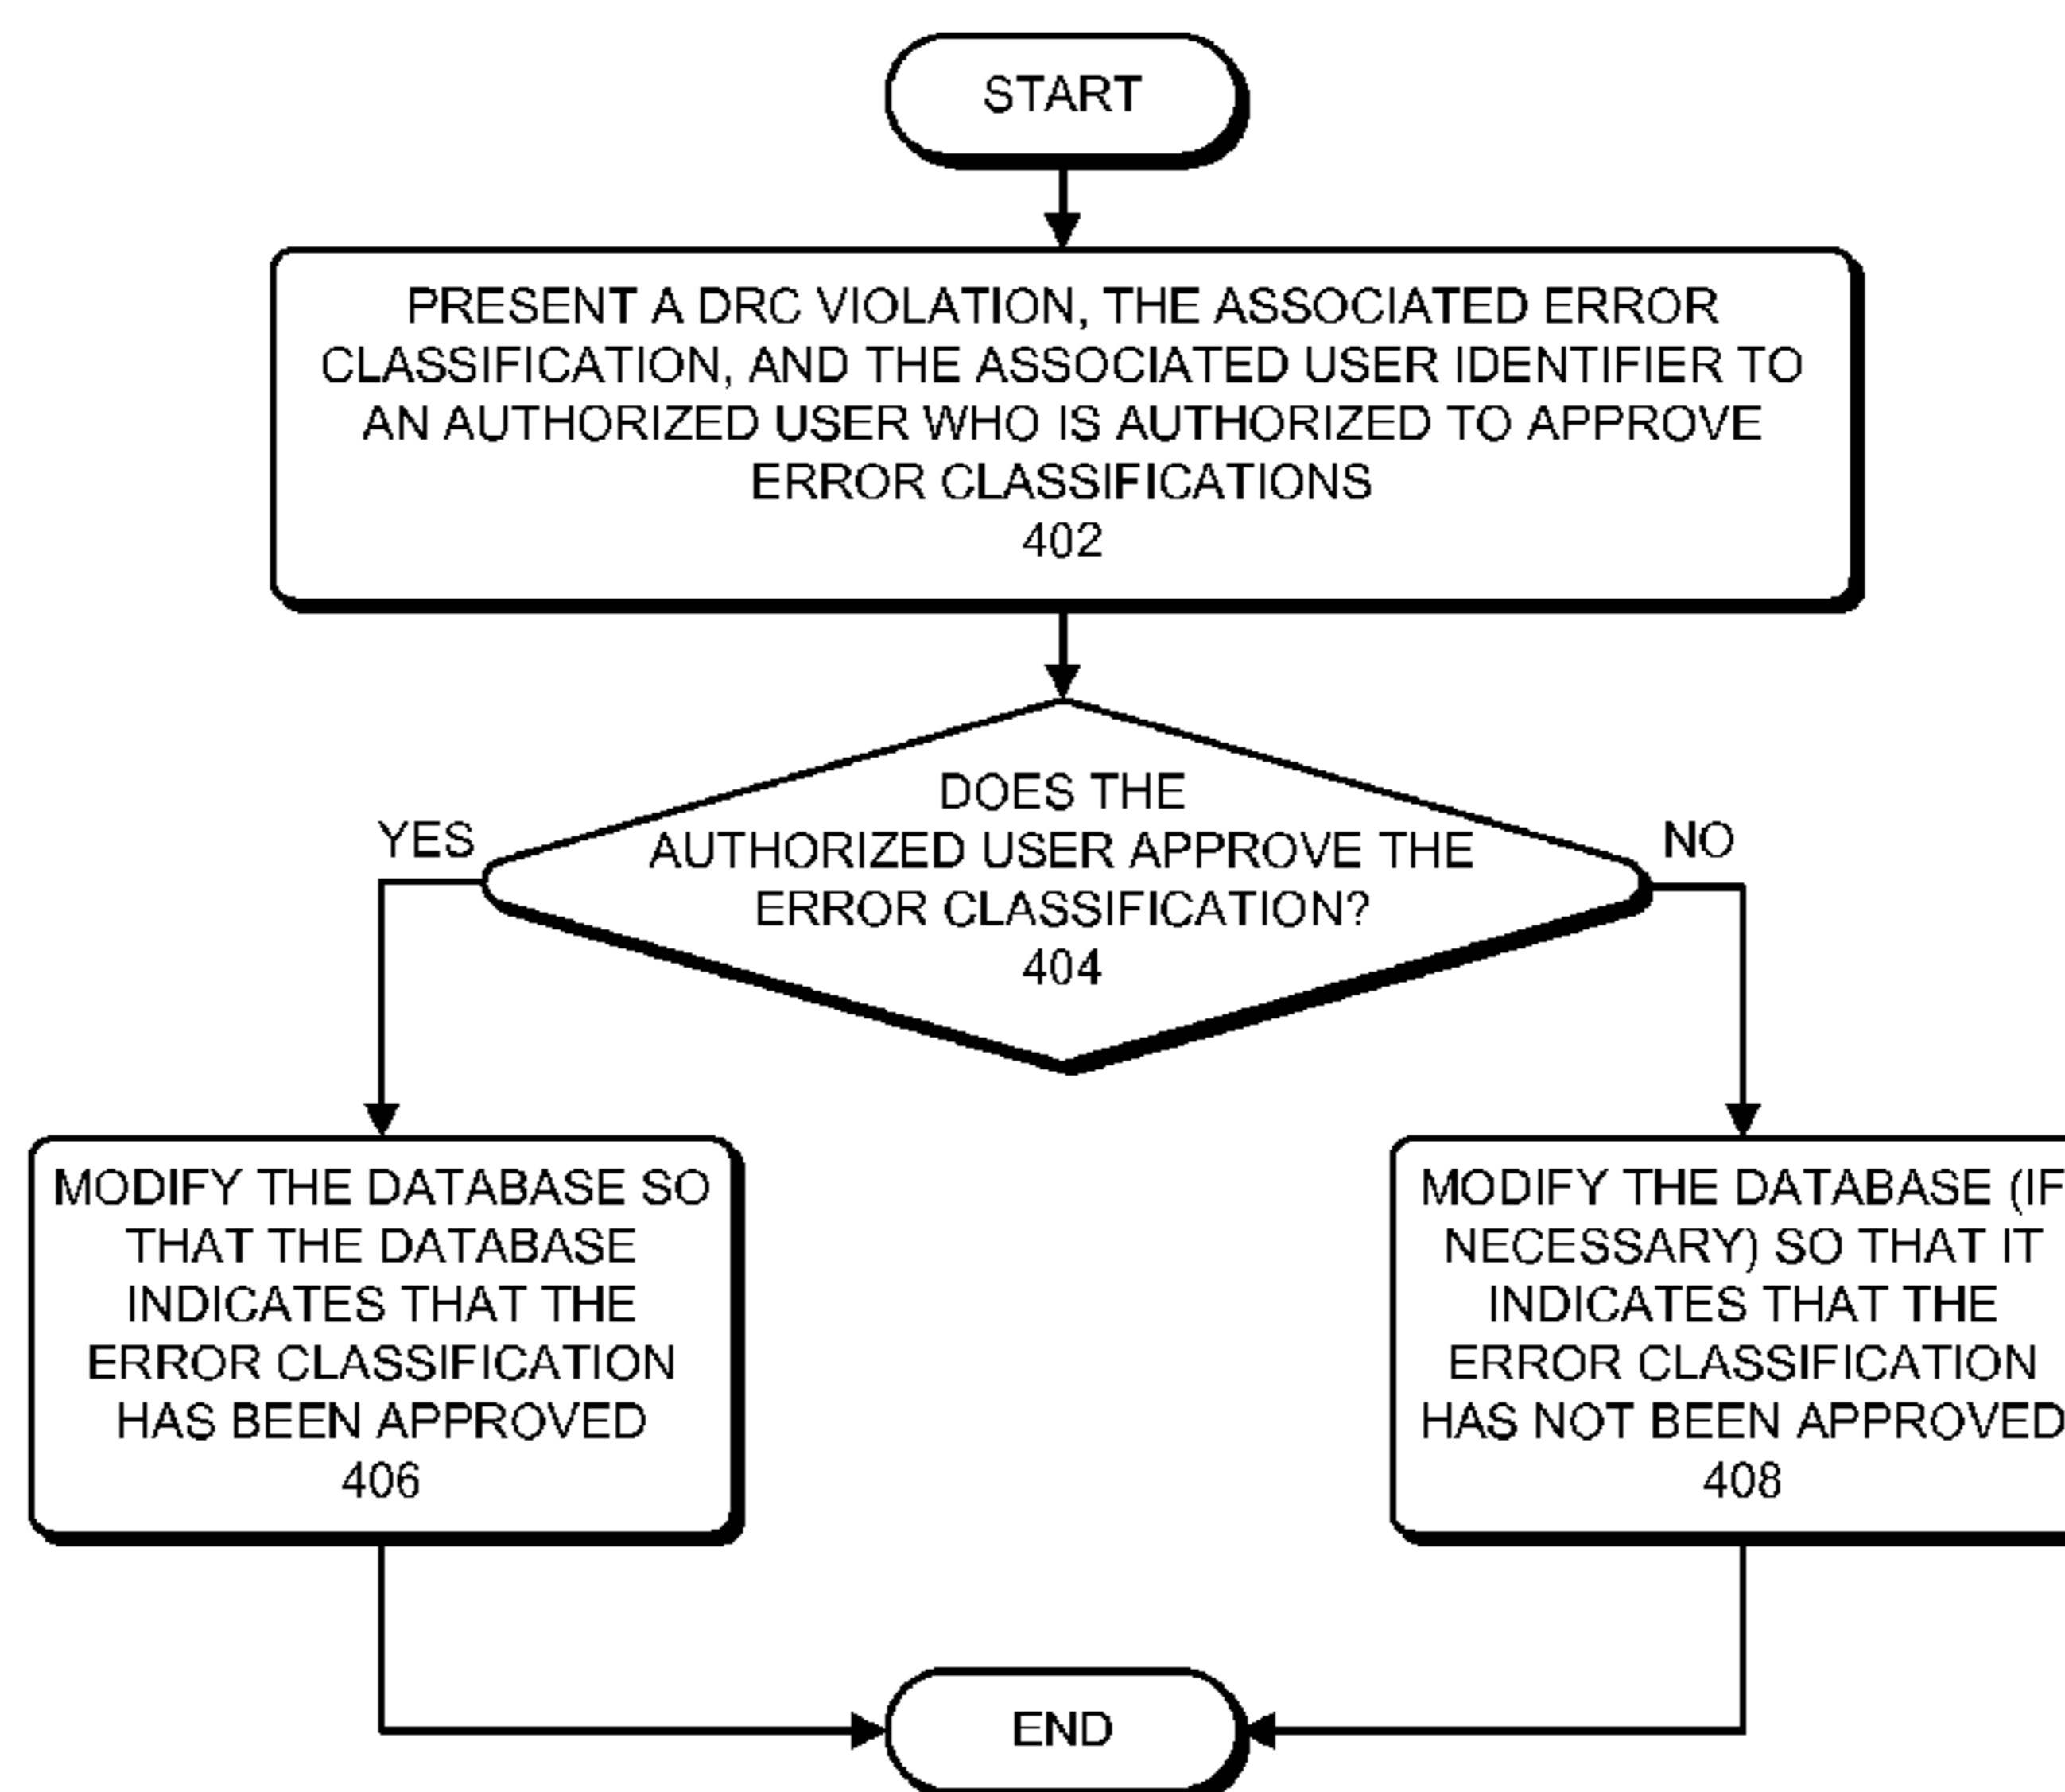 START
PRESENT A DRC VIOLATION, THE ASSOCIATED ERROR
CLASSIFICATION, AND THE ASSOCIATED USER IDENTIFIER TO
AN AUTHORIZED USER WHO IS AUTHORIZED TO APPROVE
ERROR CLASSIFICATIONS
402
DOES THE
AUTHORIZED USER APPROVE THE
ERROR CLASSIFICATION?
404
YES
NO
MODIFY THE DATABASE SO
THAT THE DATABASE
INDICATES THAT THE
ERROR CLASSIFICATION
HAS BEEN APPROVED
406
MODIFY THE DATABASE (IF
NECESSARY) SO THAT IT
INDICATES THAT THE
ERROR CLASSIFICATION
HAS NOT BEEN APPROVED
408
END